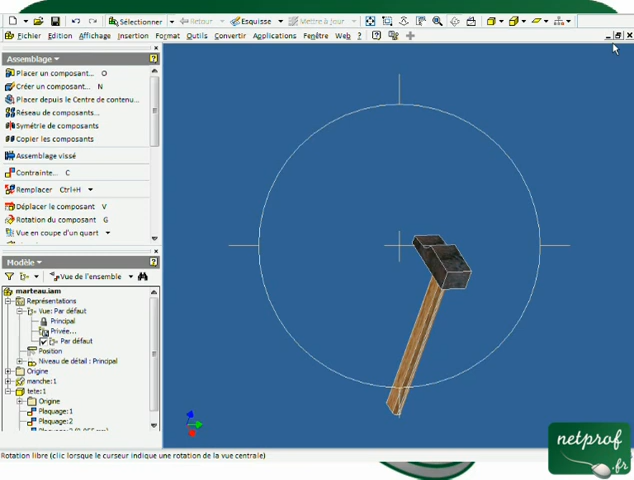 Sélectionner Retour Esquisse Mettre à Jour
Fichier Edition Affichage Insertion Format Outils Convertir Applications Fenêtre Web ?
Assemblage
Placer un composant... O
Créer un composant... N
Placer depuis le Centre de contenu...
Réseau de composants...
Symétrie de composants
Copier les composants
Assemblage vissé
Contrainte... C
Remplacer Ctrl+H
Déplacer le composant V
Rotation du composant G
Vue en coupe d'un quart
Modèle
Vue de l'ensemble
marteau.iam
Représentations
Vue: Par défaut
Principal
Privée...
Par défaut
Position
Niveau de détail : Principal
Origine
manche:1
tete:1
Origine
Plaquage:1
Plaquage:2
Rotation libre (clic lorsque le curseur indique une rotation de la vue centrale)
netprof
.fr